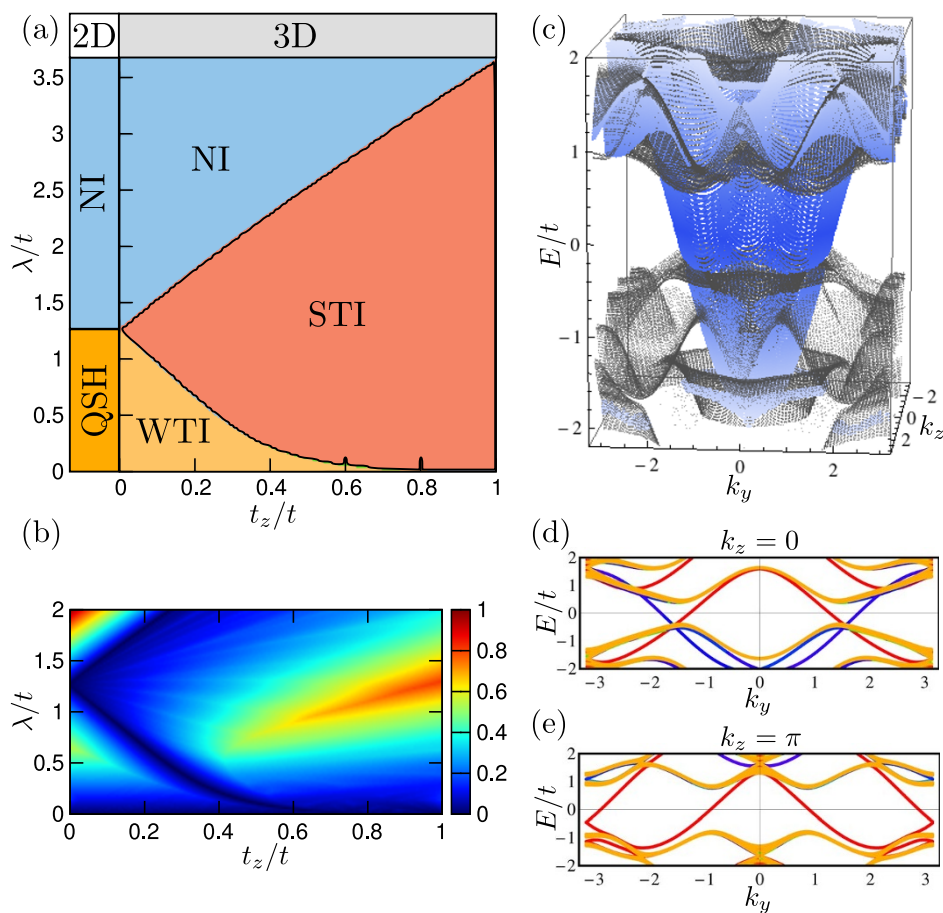 (a)
2D
3D
3.5
3
2.5
2
1.5
1
0.5
0
λ/t
NI
QSH
NI
STI
WTI
0
0.2
0.4
0.6
0.8
1
t_z/t
(b)
2
1.5
1
0.5
0
λ/t
0
0.2
0.4
0.6
0.8
1
t_z/t
1
0.8
0.6
0.4
0.2
0
(c)
2
1
0
-1
-2
E/t
-2
0
2
k_y
-2
0
2
k_z
(d)
k_z = 0
2
1
0
-1
-2
E/t
-3
-2
-1
0
1
2
3
k_y
(e)
k_z = π
2
1
0
-1
-2
E/t
-3
-2
-1
0
1
2
3
k_y